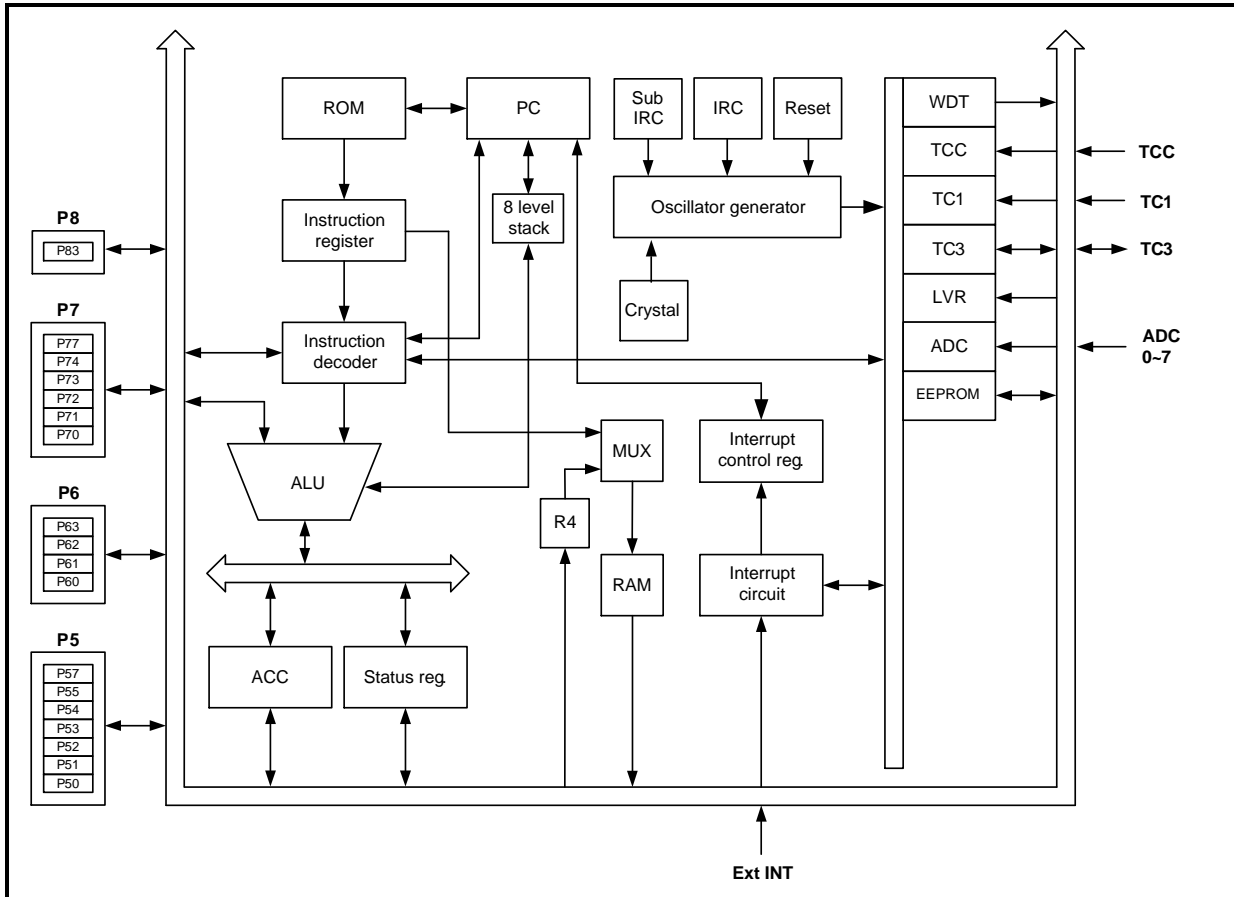 ROM
PC
Sub
IRC
IRC
Reset
WDT
TCC
TCC
Instruction
register
8 level
stack
Oscillator generator
TC1
TC1
P8
P83
TC3
TC3
Crystal
LVR
P7
P77
P74
P73
P72
P71
P70
Instruction
decoder
ADC
ADC
0~7
EEPROM
ALU
MUX
Interrupt
control reg.
P6
P63
P62
P61
P60
R4
RAM
Interrupt
circuit
P5
P57
P55
P54
P53
P52
P51
P50
ACC
Status reg.
Ext INT